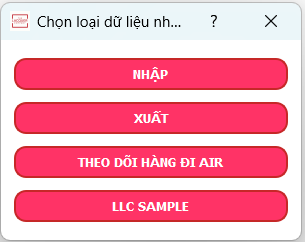 Chọn loại dữ liệu nh... ?
NHẬP
XUẤT
THEO DÕI HÀNG ĐI AIR
LLC SAMPLE